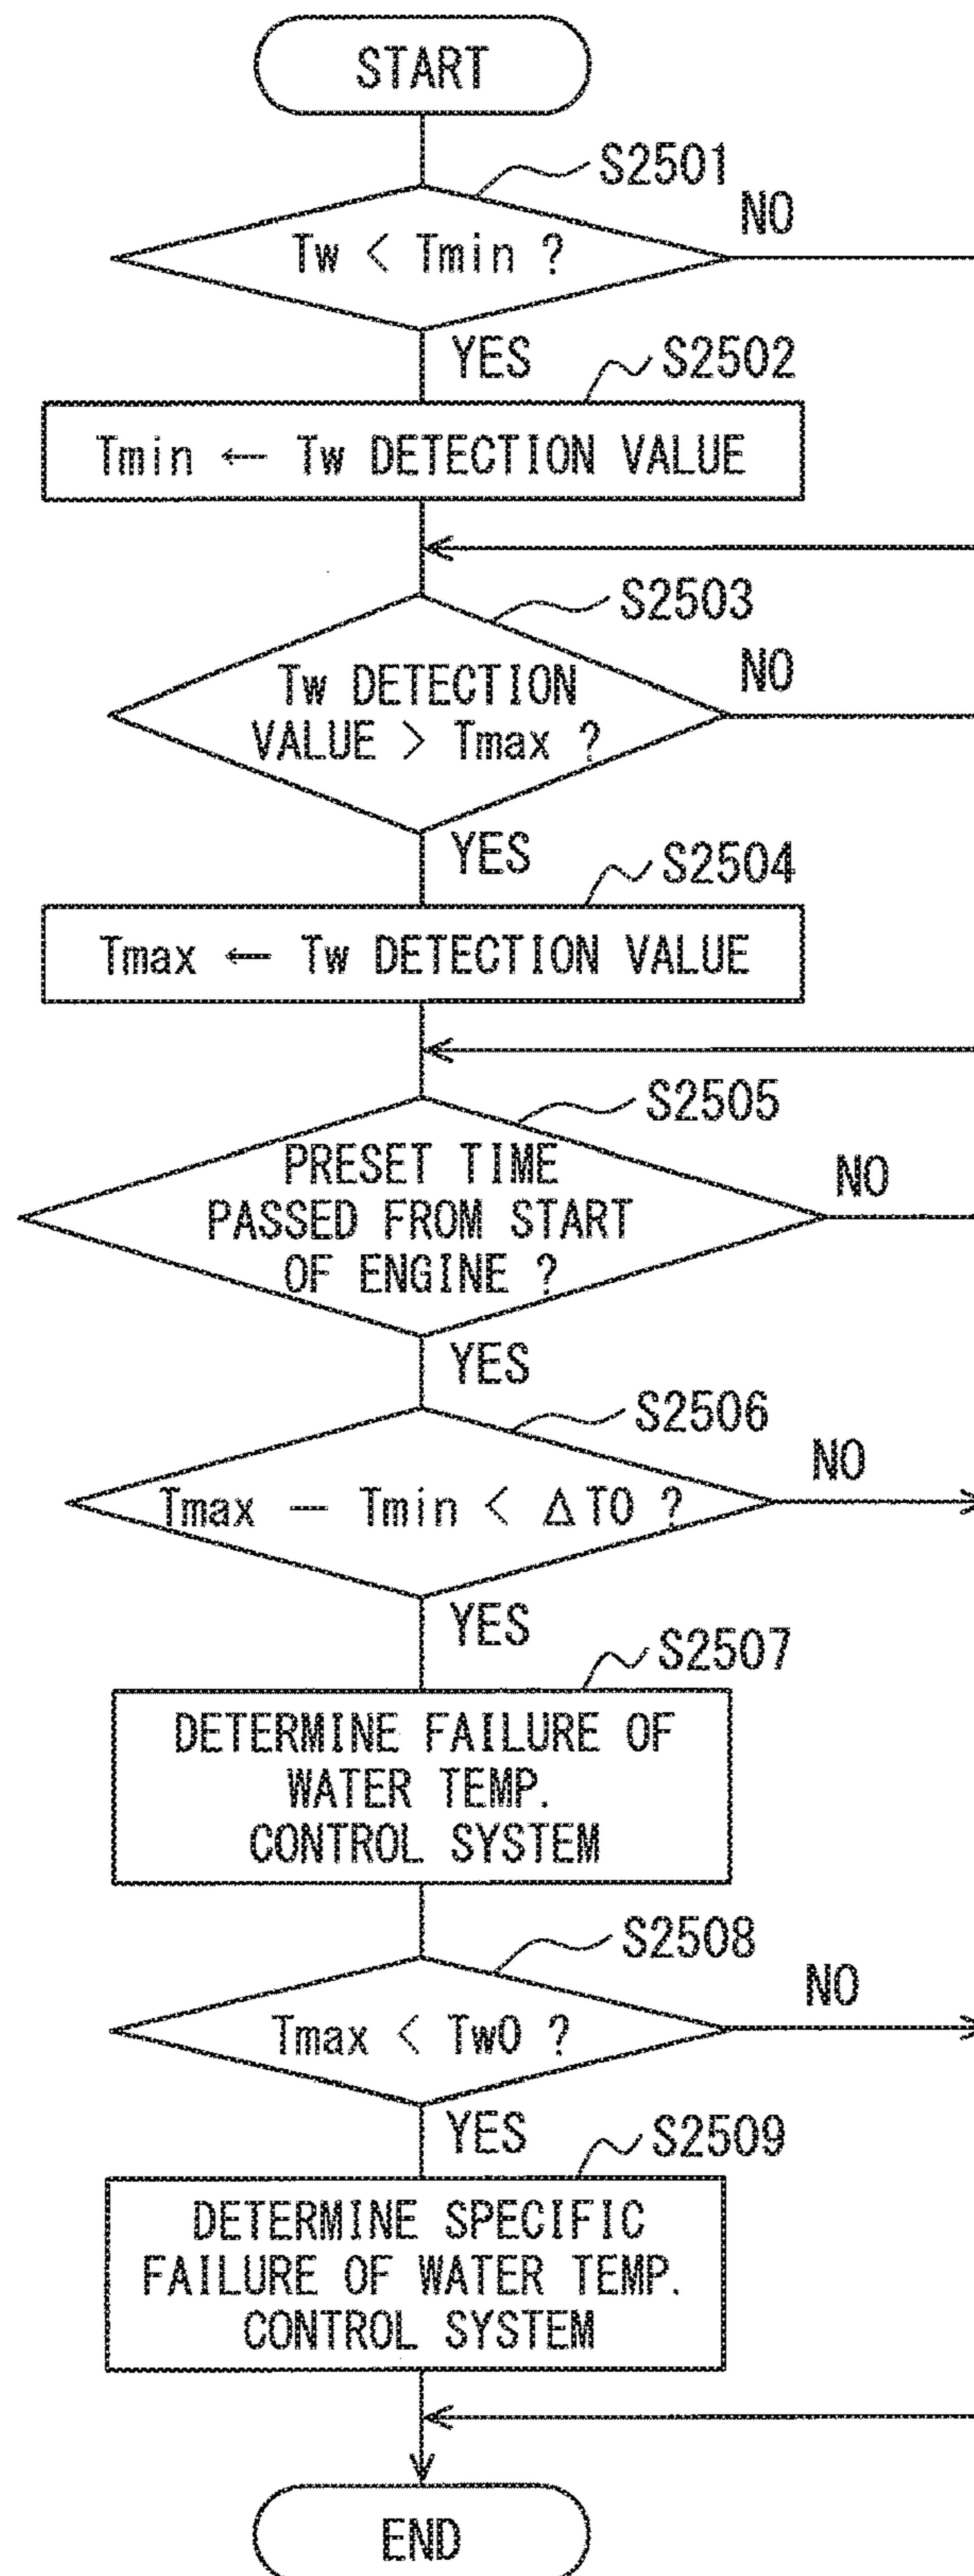 START
S2501
Tw < Tmin ?
NO
YES
S2502
Tmin ← Tw DETECTION VALUE
S2503
Tw DETECTION
VALUE > Tmax ?
NO
YES
S2504
Tmax ← Tw DETECTION VALUE
S2505
PRESET TIME
PASSED FROM START
OF ENGINE ?
NO
YES
S2506
Tmax − Tmin < ΔT0 ?
NO
YES
S2507
DETERMINE FAILURE OF
WATER TEMP.
CONTROL SYSTEM
S2508
Tmax < Tw0 ?
NO
YES
S2509
DETERMINE SPECIFIC
FAILURE OF WATER TEMP.
CONTROL SYSTEM
END